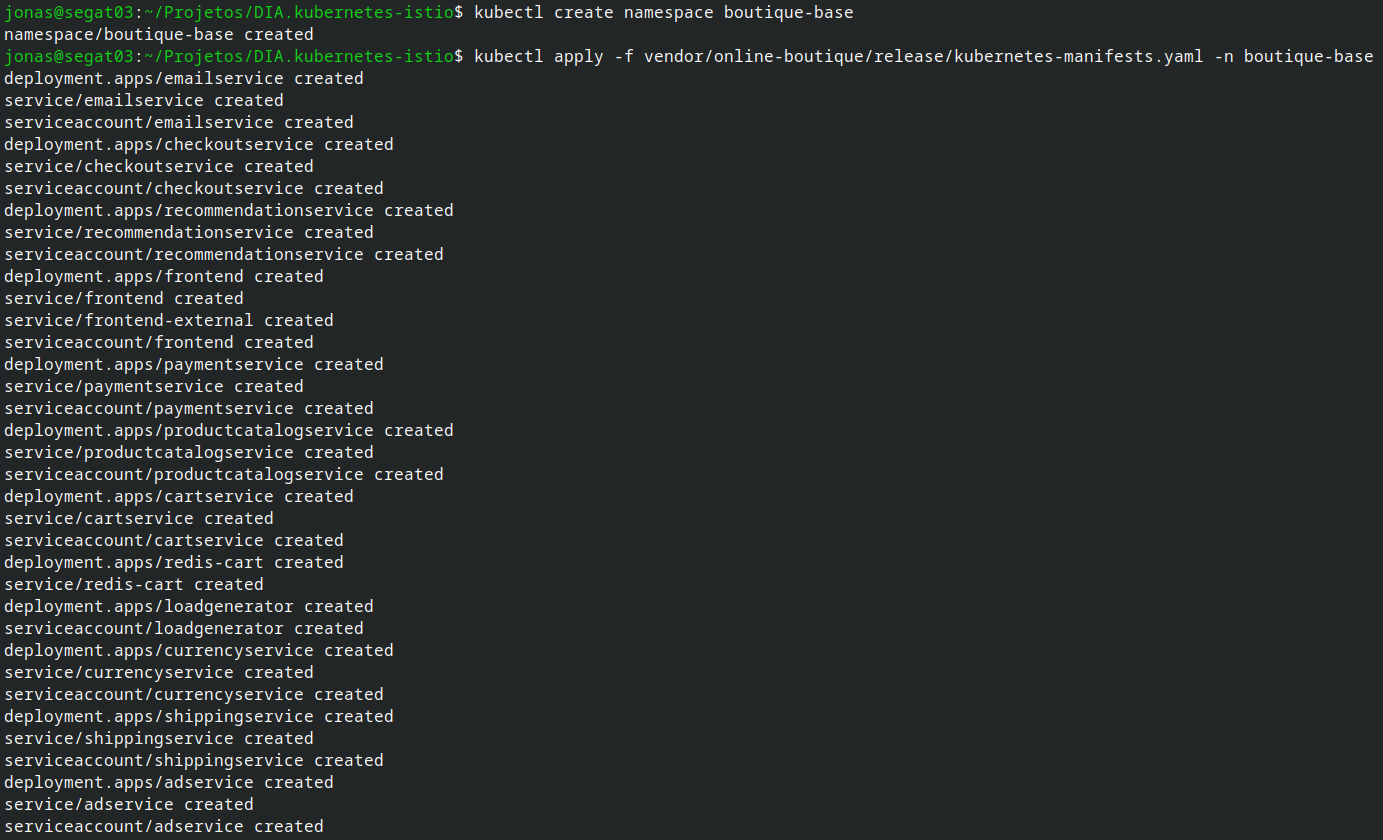 jonas@segat03:~/Projetos/DIA.kubernetes-istio$ kubectl create namespace boutique-base
namespace/boutique-base created
jonas@segat03:~/Projetos/DIA.kubernetes-istio$ kubectl apply -f vendor/online-boutique/release/kubernetes-manifests.yaml -n boutique-base
deployment.apps/emailservice created
service/emailservice created
serviceaccount/emailservice created
deployment.apps/checkoutservice created
service/checkoutservice created
serviceaccount/checkoutservice created
deployment.apps/recommendationservice created
service/recommendationservice created
serviceaccount/recommendationservice created
deployment.apps/frontend created
service/frontend created
service/frontend-external created
serviceaccount/frontend created
deployment.apps/paymentservice created
service/paymentservice created
serviceaccount/paymentservice created
deployment.apps/productcatalogservice created
service/productcatalogservice created
serviceaccount/productcatalogservice created
deployment.apps/cartservice created
service/cartservice created
serviceaccount/cartservice created
deployment.apps/redis-cart created
service/redis-cart created
deployment.apps/loadgenerator created
serviceaccount/loadgenerator created
deployment.apps/currencyservice created
service/currencyservice created
serviceaccount/currencyservice created
deployment.apps/shippingservice created
service/shippingservice created
serviceaccount/shippingservice created
deployment.apps/adservice created
service/adservice created
serviceaccount/adservice created